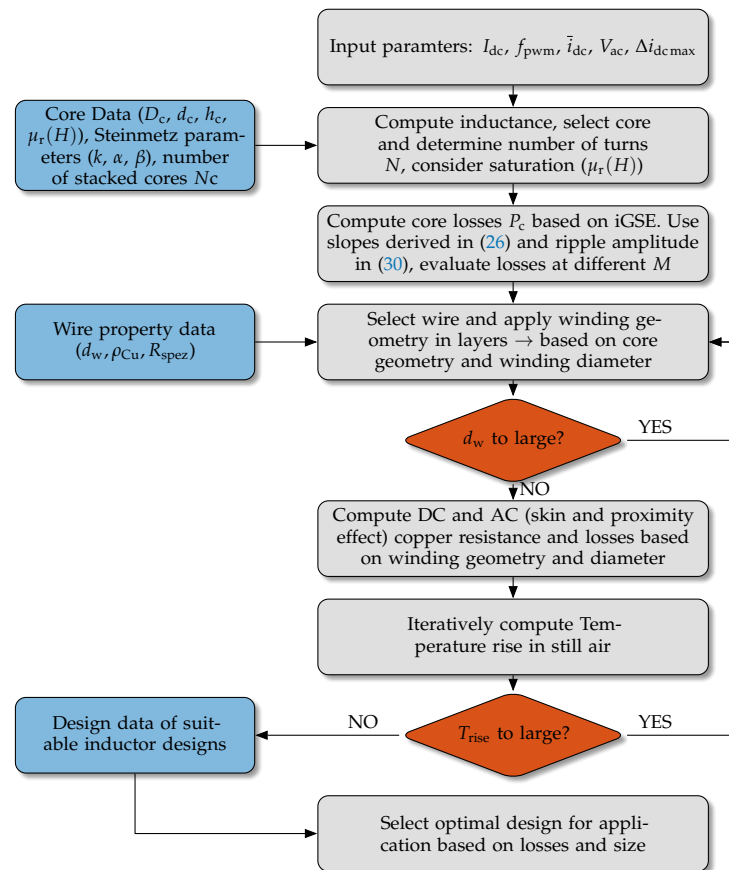 Input paramters: I_dc, f_pwm, i̅_dc, V_ac, Δi_dc max
Core Data (D_c, d_c, h_c,
μ_r(H)), Steinmetz param-
eters (k, α, β), number
of stacked cores Nc
Compute inductance, select core
and determine number of turns
N, consider saturation (μ_r(H))
Compute core losses P_c based on iGSE. Use
slopes derived in (26) and ripple amplitude
in (30), evaluate losses at different M
Wire property data
(d_w, ρ_Cu, R_spez)
Select wire and apply winding ge-
ometry in layers → based on core
geometry and winding diameter
d_w to large?
YES
NO
Compute DC and AC (skin and proximity
effect) copper resistance and losses based
on winding geometry and diameter
Iteratively compute Tem-
perature rise in still air
Design data of suit-
able inductor designs
NO
T_rise to large?
YES
Select optimal design for appli-
cation based on losses and size